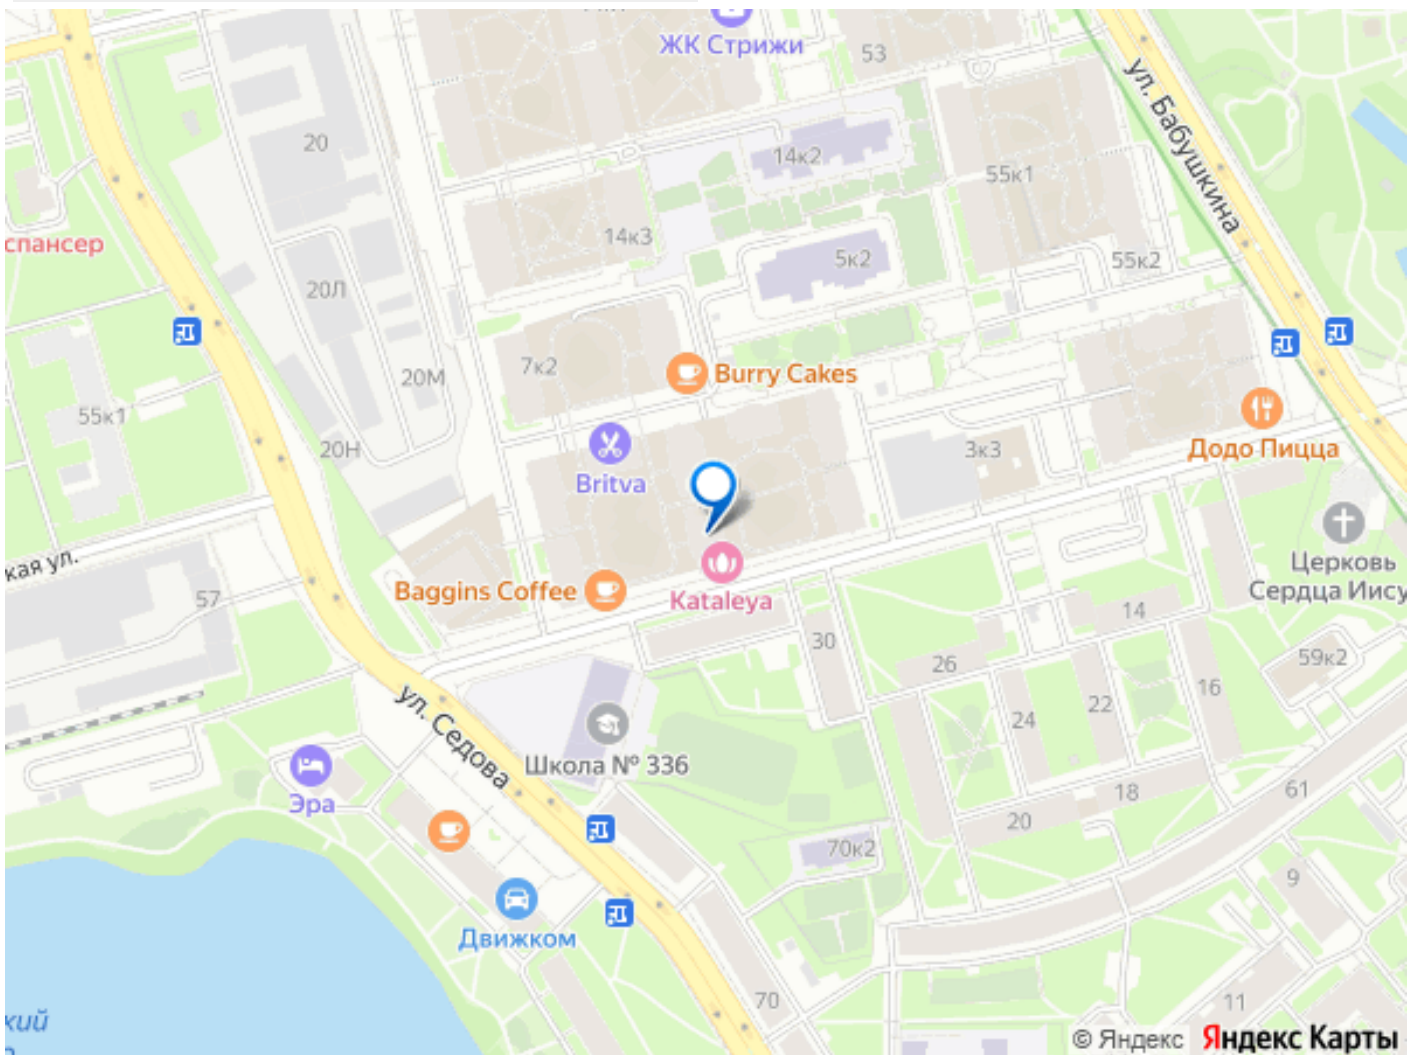 ЖК Стрижи
53
ул. Бабушкина
20
14к2
55к1
спансер
14к3
5к2
55к2
20Л
7к2
Burry Cakes
20М
55к1
Britva
20Н
3к3
Додо Пицца
кая ул.
57
Baggins Coffee
Kataleya
Церковь
Сердца Иису
14
30
26
59к2
16
22
24
ул. Седова
Школа № 336
Эра
18
61
20
70к2
9
Движком
70
11
кий
© Яндекс Яндекс Карты